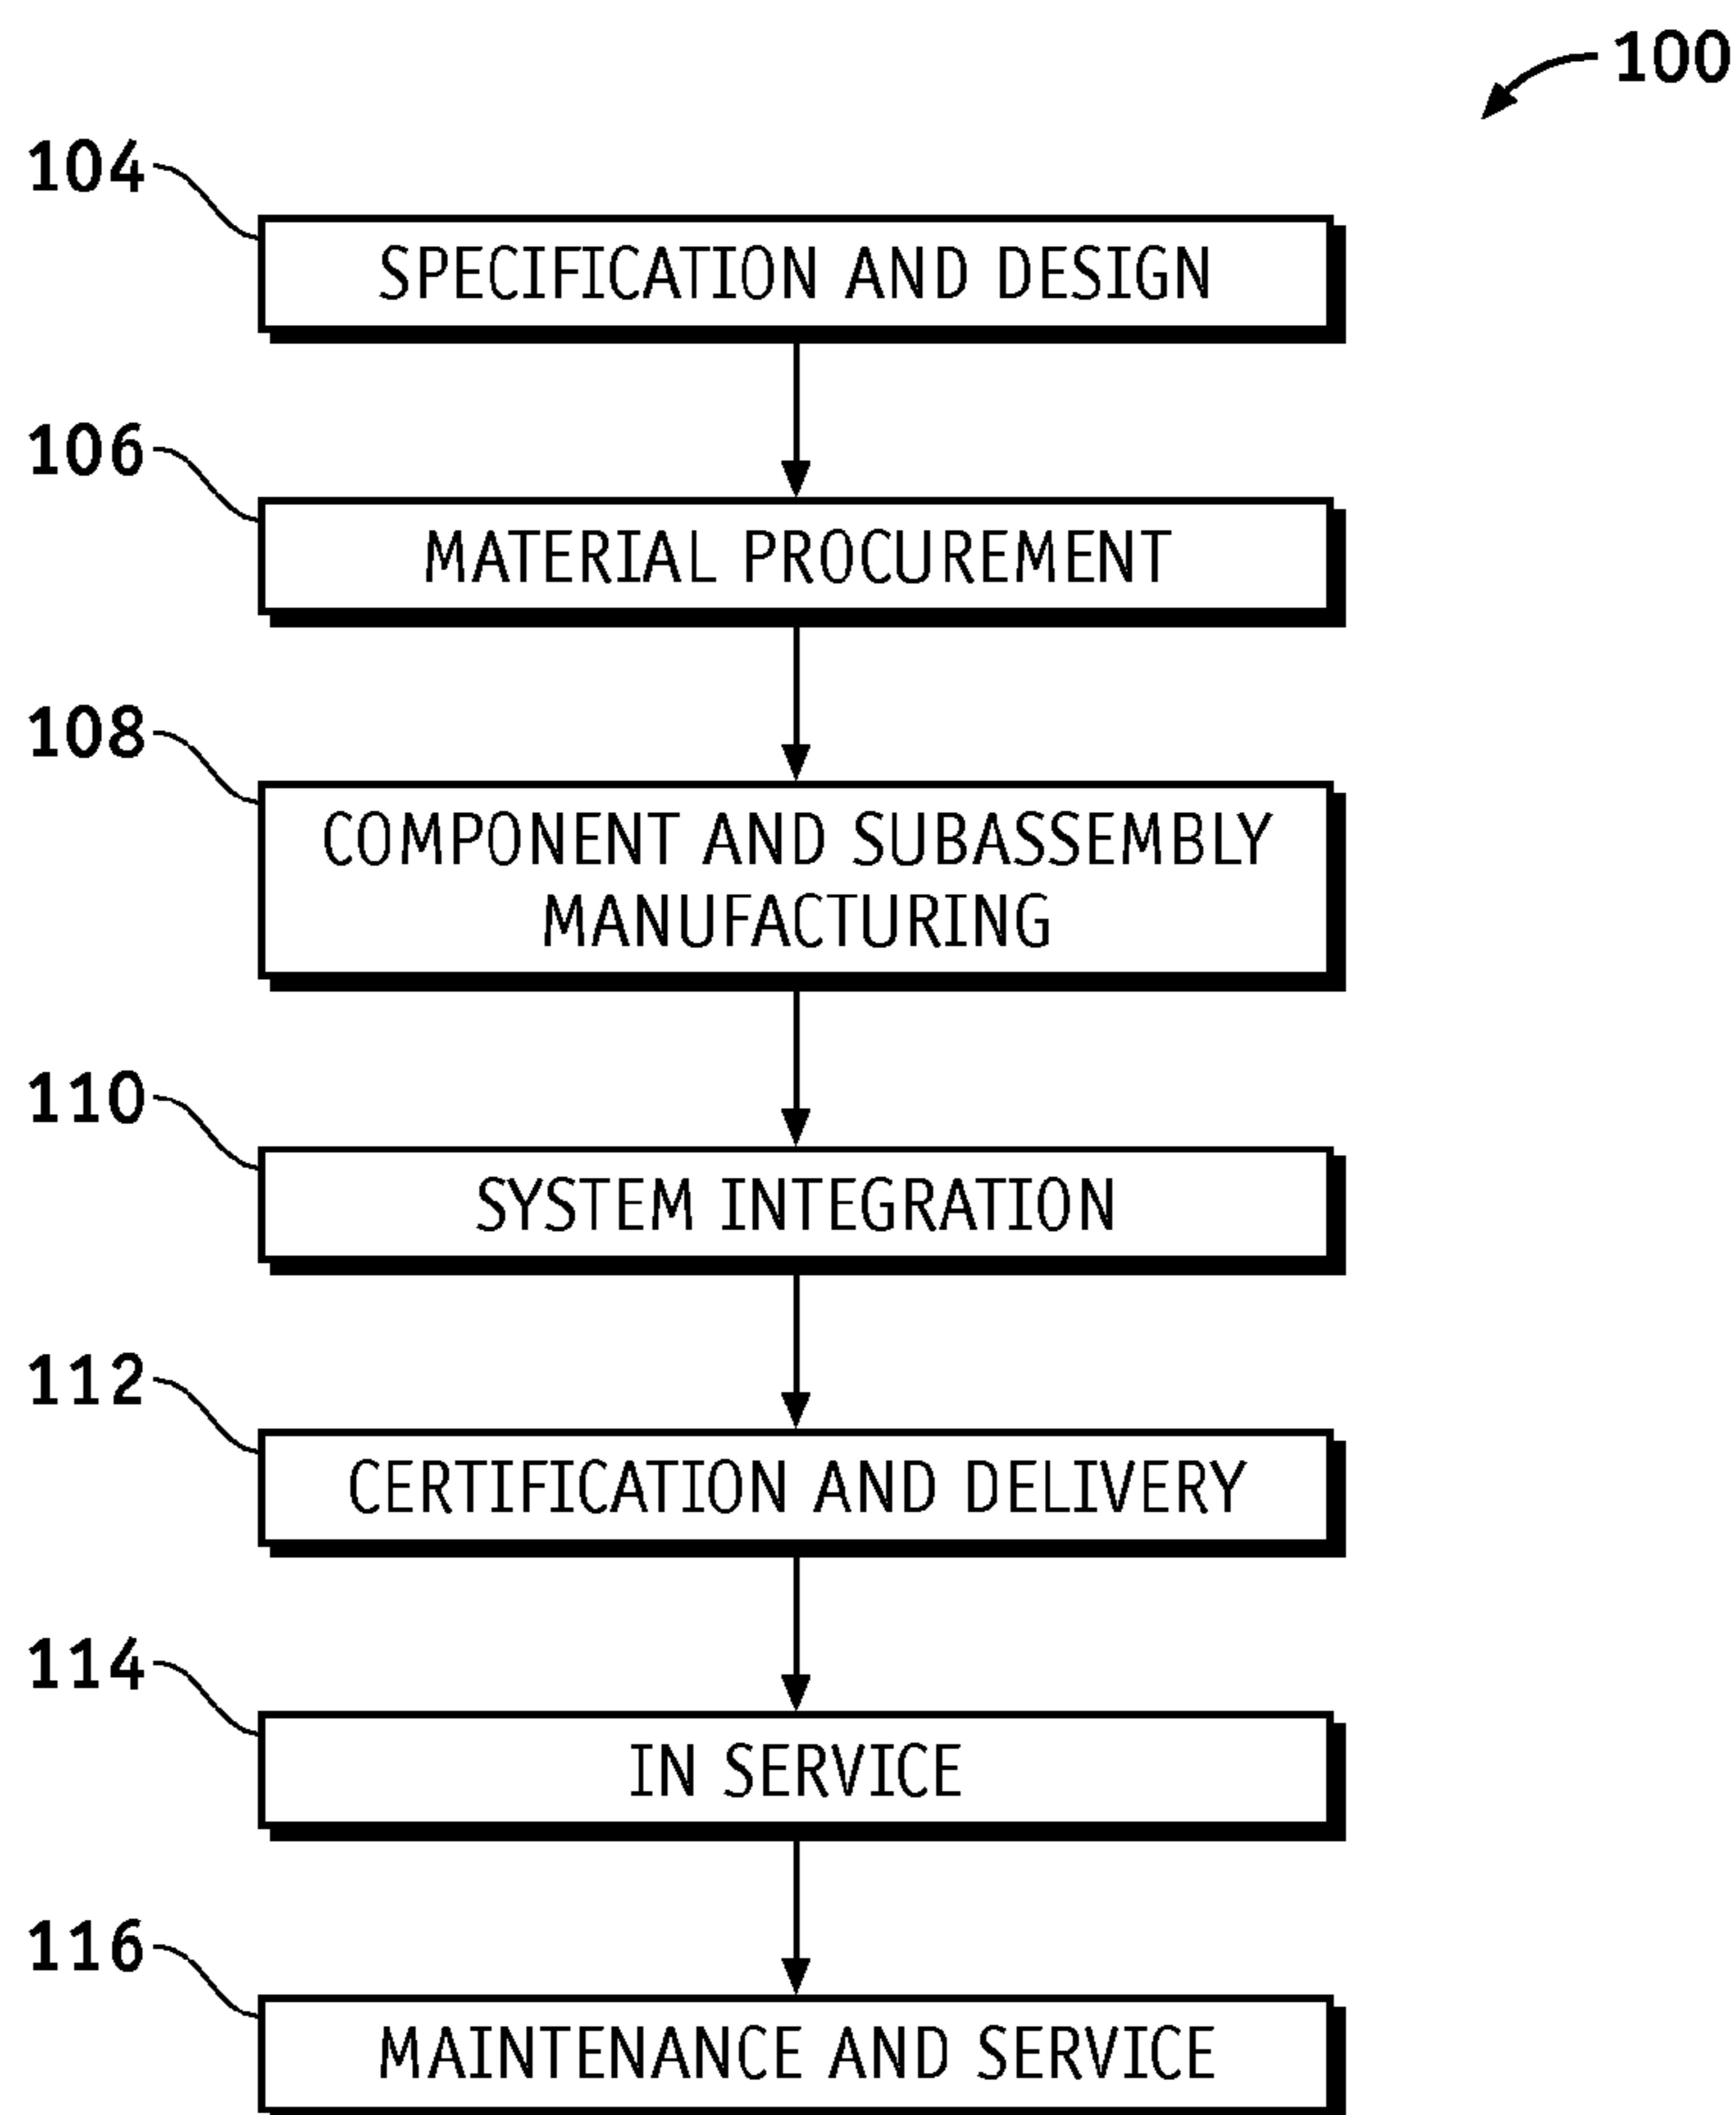 100
104
SPECIFICATION AND DESIGN
106
MATERIAL PROCUREMENT
108
COMPONENT AND SUBASSEMBLY
MANUFACTURING
110
SYSTEM INTEGRATION
112
CERTIFICATION AND DELIVERY
114
IN SERVICE
116
MAINTENANCE AND SERVICE